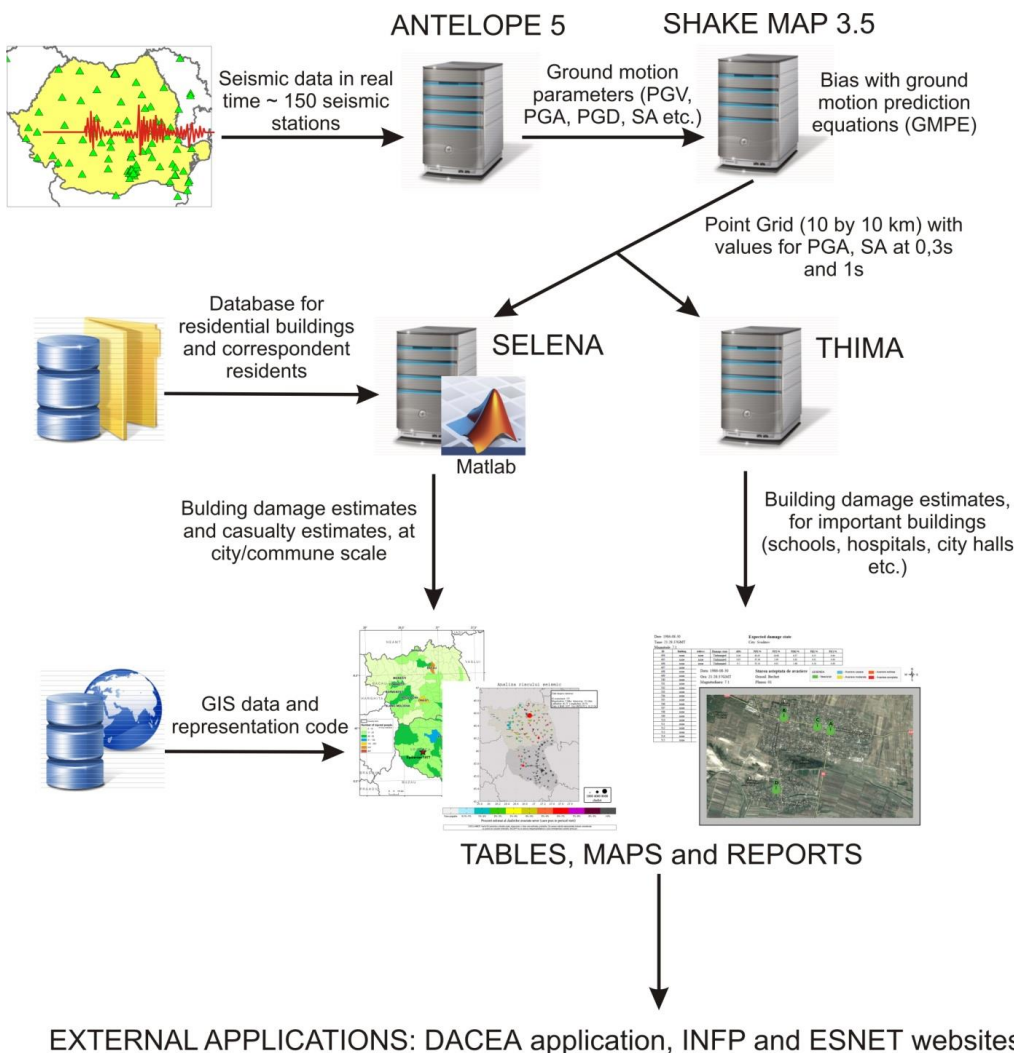 ANTELOPE 5
SHAKE MAP 3.5
Seismic data in real
time ~ 150 seismic
stations
Ground motion
parameters (PGV,
PGA, PGD, SA etc.)
Bias with ground
motion prediction
equations (GMPE)
Point Grid (10 by 10 km) with
values for PGA, SA at 0,3s
and 1s
Database for
residential buildings
and correspondent
residents
SELENA
Matlab
THIMA
Bulding damage estimates
and casualty estimates, at
city/commune scale
Building damage estimates,
for important buildings
(schools, hospitals, city halls
etc.)
GIS data and
representation code
Expected damage state
TABLES, MAPS and REPORTS
EXTERNAL APPLICATIONS: DACEA application, INFP and ESNET websites